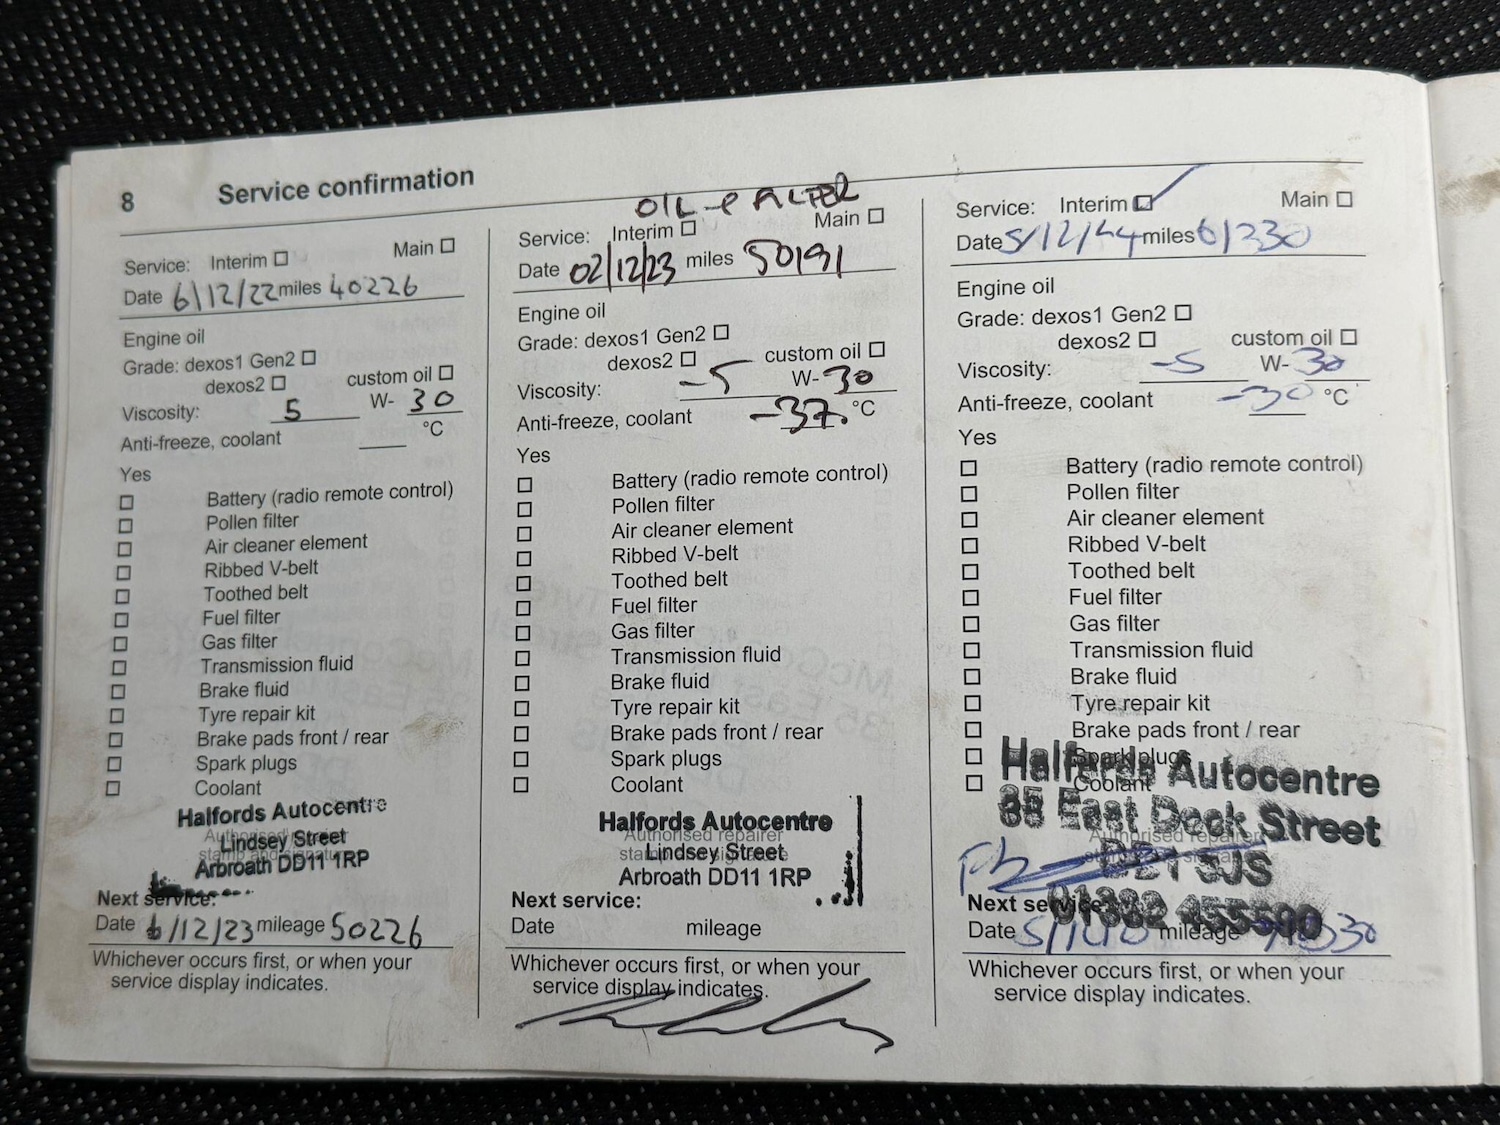 8 Service confirmation
Service: Interim Main
Date 6/12/22 miles 40226
Engine oil
Grade: dexos1 Gen2
dexos2 custom oil
Viscosity: 5 W- 30
Anti-freeze, coolant °C
Yes
Battery (radio remote control)
Pollen filter
Air cleaner element
Ribbed V-belt
Toothed belt
Fuel filter
Gas filter
Transmission fluid
Brake fluid
Tyre repair kit
Brake pads front / rear
Spark plugs
Coolant
Halfords Autocentre
Authorised repairer
Lindsey Street
stamp and signature
Arbroath DD11 1RP
Next service:
Date 6/12/23 mileage 50226
Whichever occurs first, or when your
service display indicates.
OIL - e FILTER
Service: Interim Main
Date 02/12/23 miles 50191
Engine oil
Grade: dexos1 Gen2
dexos2 custom oil
Viscosity: -5 W- 30
Anti-freeze, coolant -37. °C
Yes
Battery (radio remote control)
Pollen filter
Air cleaner element
Ribbed V-belt
Toothed belt
Fuel filter
Gas filter
Transmission fluid
Brake fluid
Tyre repair kit
Brake pads front / rear
Spark plugs
Coolant
Halfords Autocentre
Authorised repairer
Lindsey Street
stamp and signature
Arbroath DD11 1RP
Next service:
Date mileage
Whichever occurs first, or when your
service display indicates.
Service: Interim Main
Date 5/12/24 miles 61330
Engine oil
Grade: dexos1 Gen2
dexos2 custom oil
Viscosity: -5 W- 30
Anti-freeze, coolant -30 °C
Yes
Battery (radio remote control)
Pollen filter
Air cleaner element
Ribbed V-belt
Toothed belt
Fuel filter
Gas filter
Transmission fluid
Brake fluid
Tyre repair kit
Brake pads front / rear
Spark plugs
Coolant
Halfords Autocentre
East Dock Street
Authorised repairer
Next service:
Date mileage
Whichever occurs first, or when your
service display indicates.